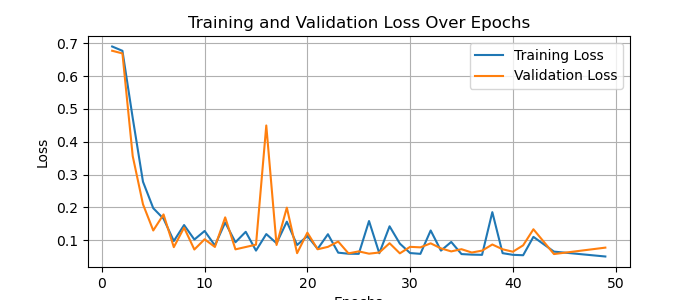 Training and Validation Loss Over Epochs
0.7
0.6
0.5
0.4
0.3
0.2
0.1
Loss
Training Loss
Validation Loss
0 10 20 30 40 50
Epochs